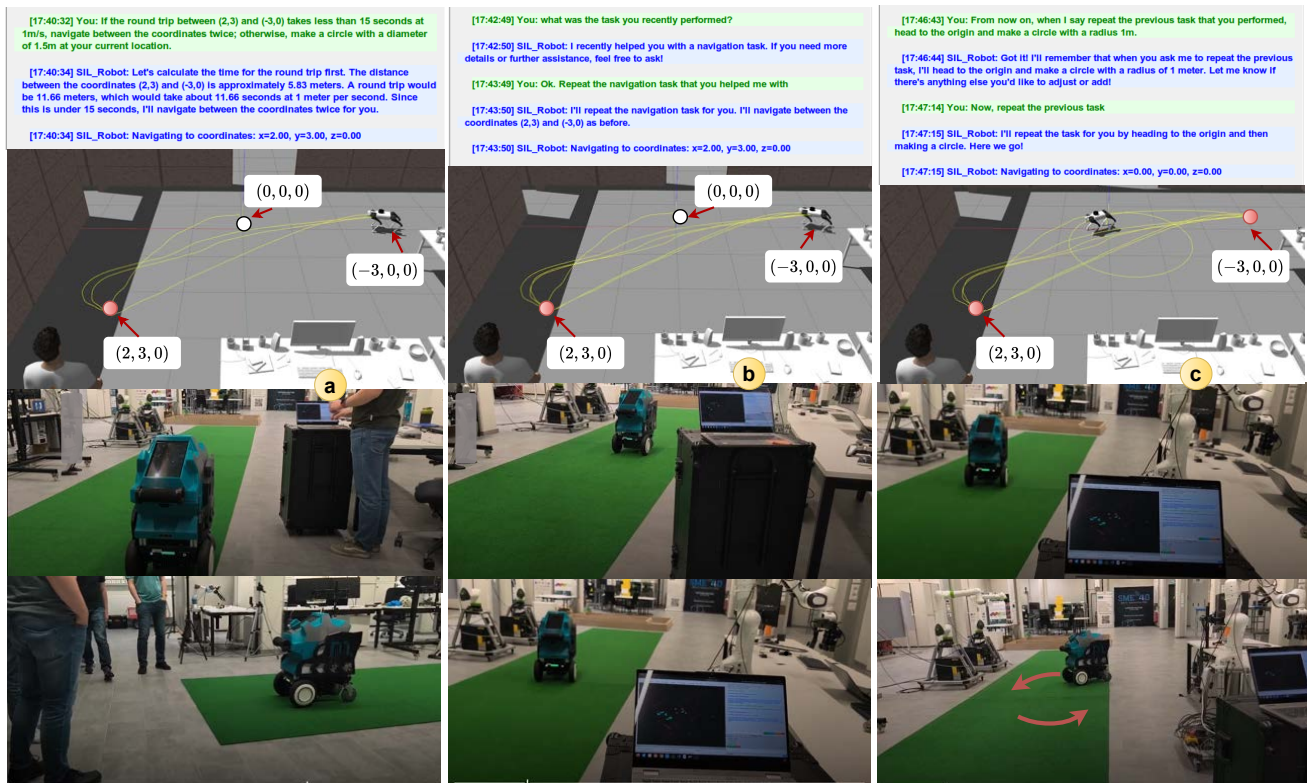 [17:40:32] You: If the round trip between (2,3) and (-3,0) takes less than 15 seconds at
1m/s, navigate between the coordinates twice; otherwise, make a circle with a diameter
of 1.5m at your current location.
[17:40:34] SIL_Robot: Let's calculate the time for the round trip first. The distance
between the coordinates (2,3) and (-3,0) is approximately 5.83 meters. A round trip would
be 11.66 meters, which would take about 11.66 seconds at 1 meter per second. Since
this is under 15 seconds, I'll navigate between the coordinates twice for you.
[17:40:34] SIL_Robot: Navigating to coordinates: x=2.00, y=3.00, z=0.00
(0, 0, 0)
(-3, 0, 0)
(2, 3, 0)
a
[17:42:49] You: what was the task you recently performed?
[17:42:50] SIL_Robot: I recently helped you with a navigation task. If you need more
details or further assistance, feel free to ask!
[17:43:49] You: Ok. Repeat the navigation task that you helped me with
[17:43:50] SIL_Robot: I'll repeat the navigation task for you. I'll navigate between the
coordinates (2,3) and (-3,0) as before.
[17:43:50] SIL_Robot: Navigating to coordinates: x=2.00, y=3.00, z=0.00
(0, 0, 0)
(-3, 0, 0)
(2, 3, 0)
b
[17:46:43] You: From now on, when I say repeat the previous task that you performed,
head to the origin and make a circle with a radius 1m.
[17:46:44] SIL_Robot: Got it! I'll remember that when you ask me to repeat the previous
task, I'll head to the origin and make a circle with a radius of 1 meter. Let me know if
there's anything else you'd like to adjust or add!
[17:47:14] You: Now, repeat the previous task
[17:47:15] SIL_Robot: I'll repeat the task for you by heading to the origin and then
making a circle. Here we go!
[17:47:15] SIL_Robot: Navigating to coordinates: x=0.00, y=0.00, z=0.00
(-3, 0, 0)
(2, 3, 0)
c
SME 4.0